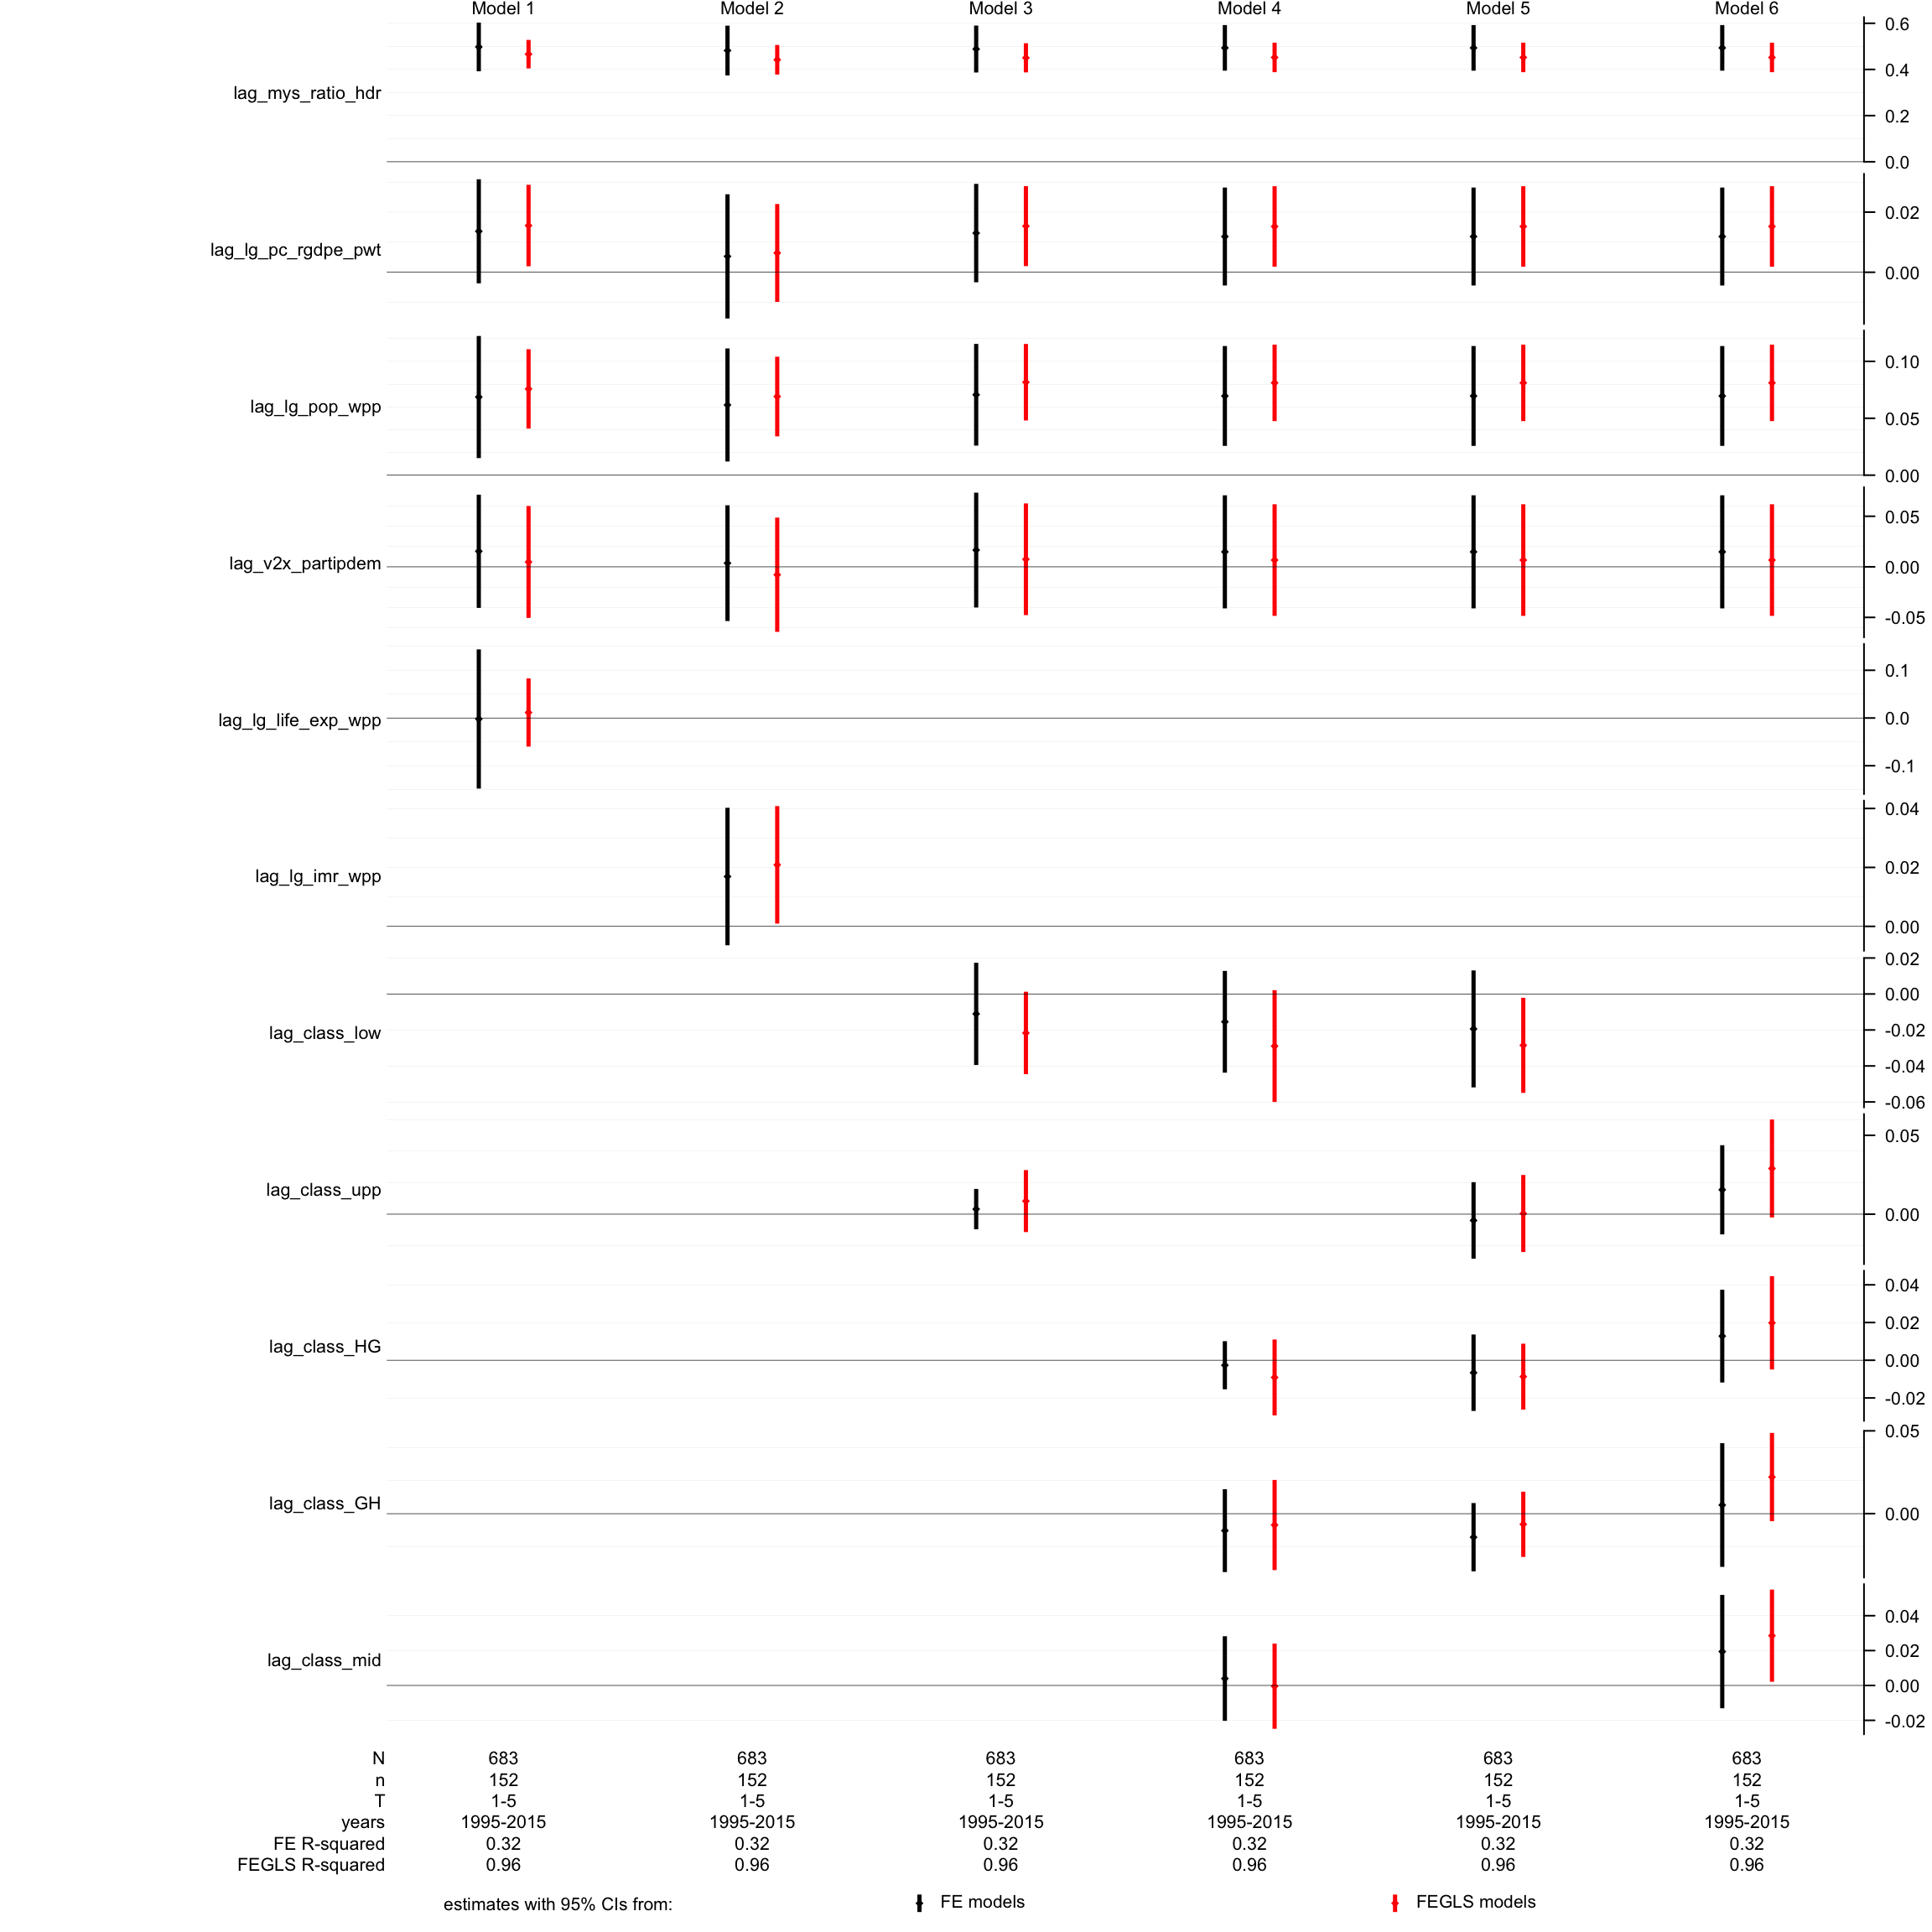 Model 1 Model 2 Model 3 Model 4 Model 5 Model 6
lag_mys_ratio_hdr
0.6
0.4
0.2
0.0
lag_lg_pc_rgdpe_pwt
0.02
0.00
lag_lg_pop_wpp
0.10
0.05
0.00
lag_v2x_partipdem
0.05
0.00
-0.05
lag_lg_life_exp_wpp
0.1
0.0
-0.1
lag_lg_imr_wpp
0.04
0.02
0.00
lag_class_low
0.02
0.00
-0.02
-0.04
-0.06
lag_class_upp
0.05
0.00
lag_class_HG
0.04
0.02
0.00
-0.02
lag_class_GH
0.05
0.00
lag_class_mid
0.04
0.02
0.00
-0.02
N 683 683 683 683 683 683
n 152 152 152 152 152 152
T 1-5 1-5 1-5 1-5 1-5 1-5
years 1995-2015 1995-2015 1995-2015 1995-2015 1995-2015 1995-2015
FE R-squared 0.32 0.32 0.32 0.32 0.32 0.32
FEGLS R-squared 0.96 0.96 0.96 0.96 0.96 0.96
estimates with 95% CIs from: FE models FEGLS models